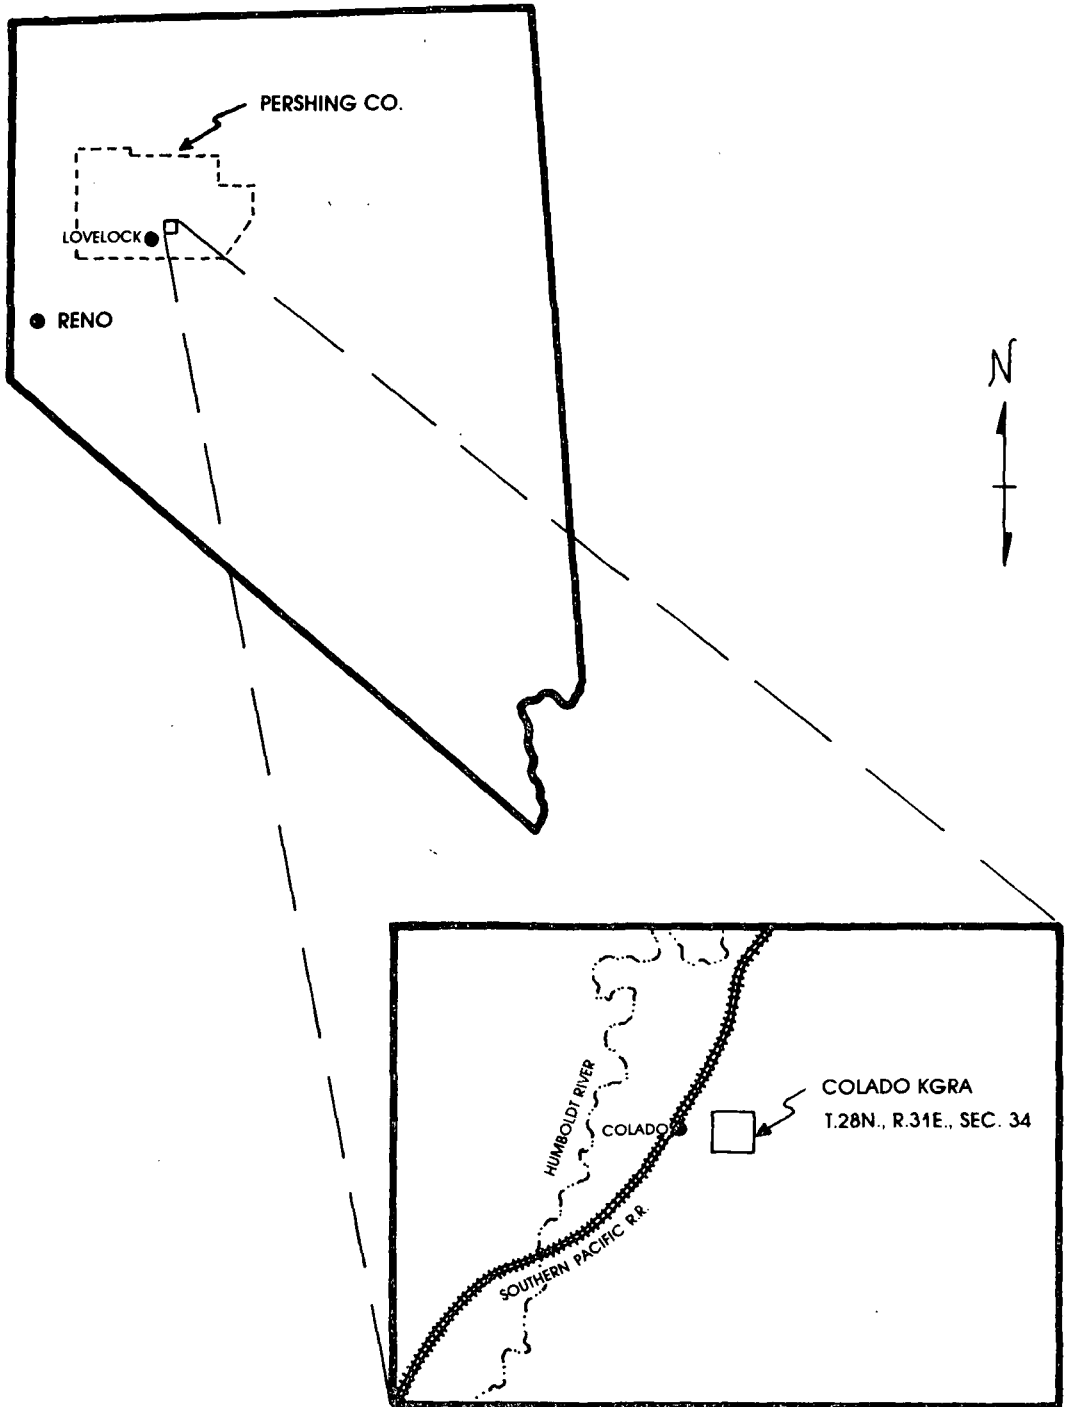 PERSHING CO.
LOVELOCK
RENO
N
COLADO KGRA
T.28N., R.31E., SEC. 34
HUMBOLDT RIVER
COLADO
SOUTHERN PACIFIC R.R.